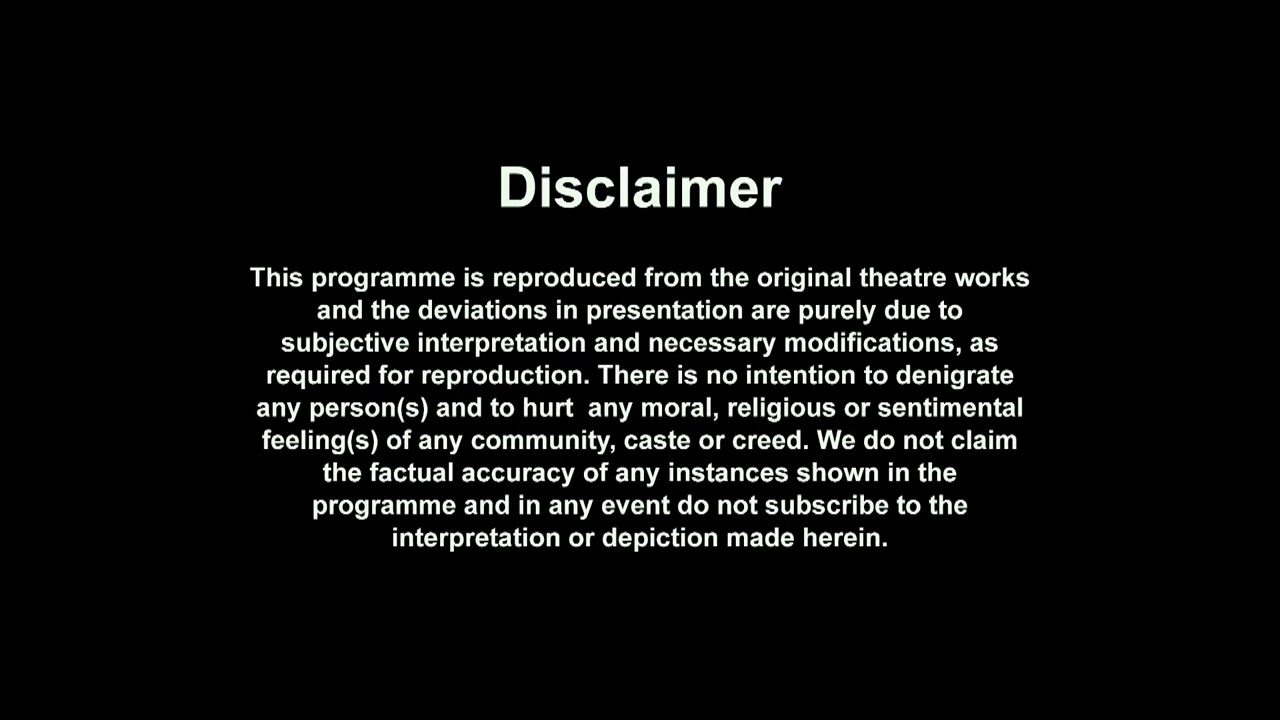 Disclaimer
This programme is reproduced from the original theatre works
and the deviations in presentation are purely due to
subjective interpretation and necessary modifications, as
required for reproduction. There is no intention to denigrate
any person(s) and to hurt  any moral, religious or sentimental
feeling(s) of any community, caste or creed. We do not claim
the factual accuracy of any instances shown in the
programme and in any event do not subscribe to the
interpretation or depiction made herein.